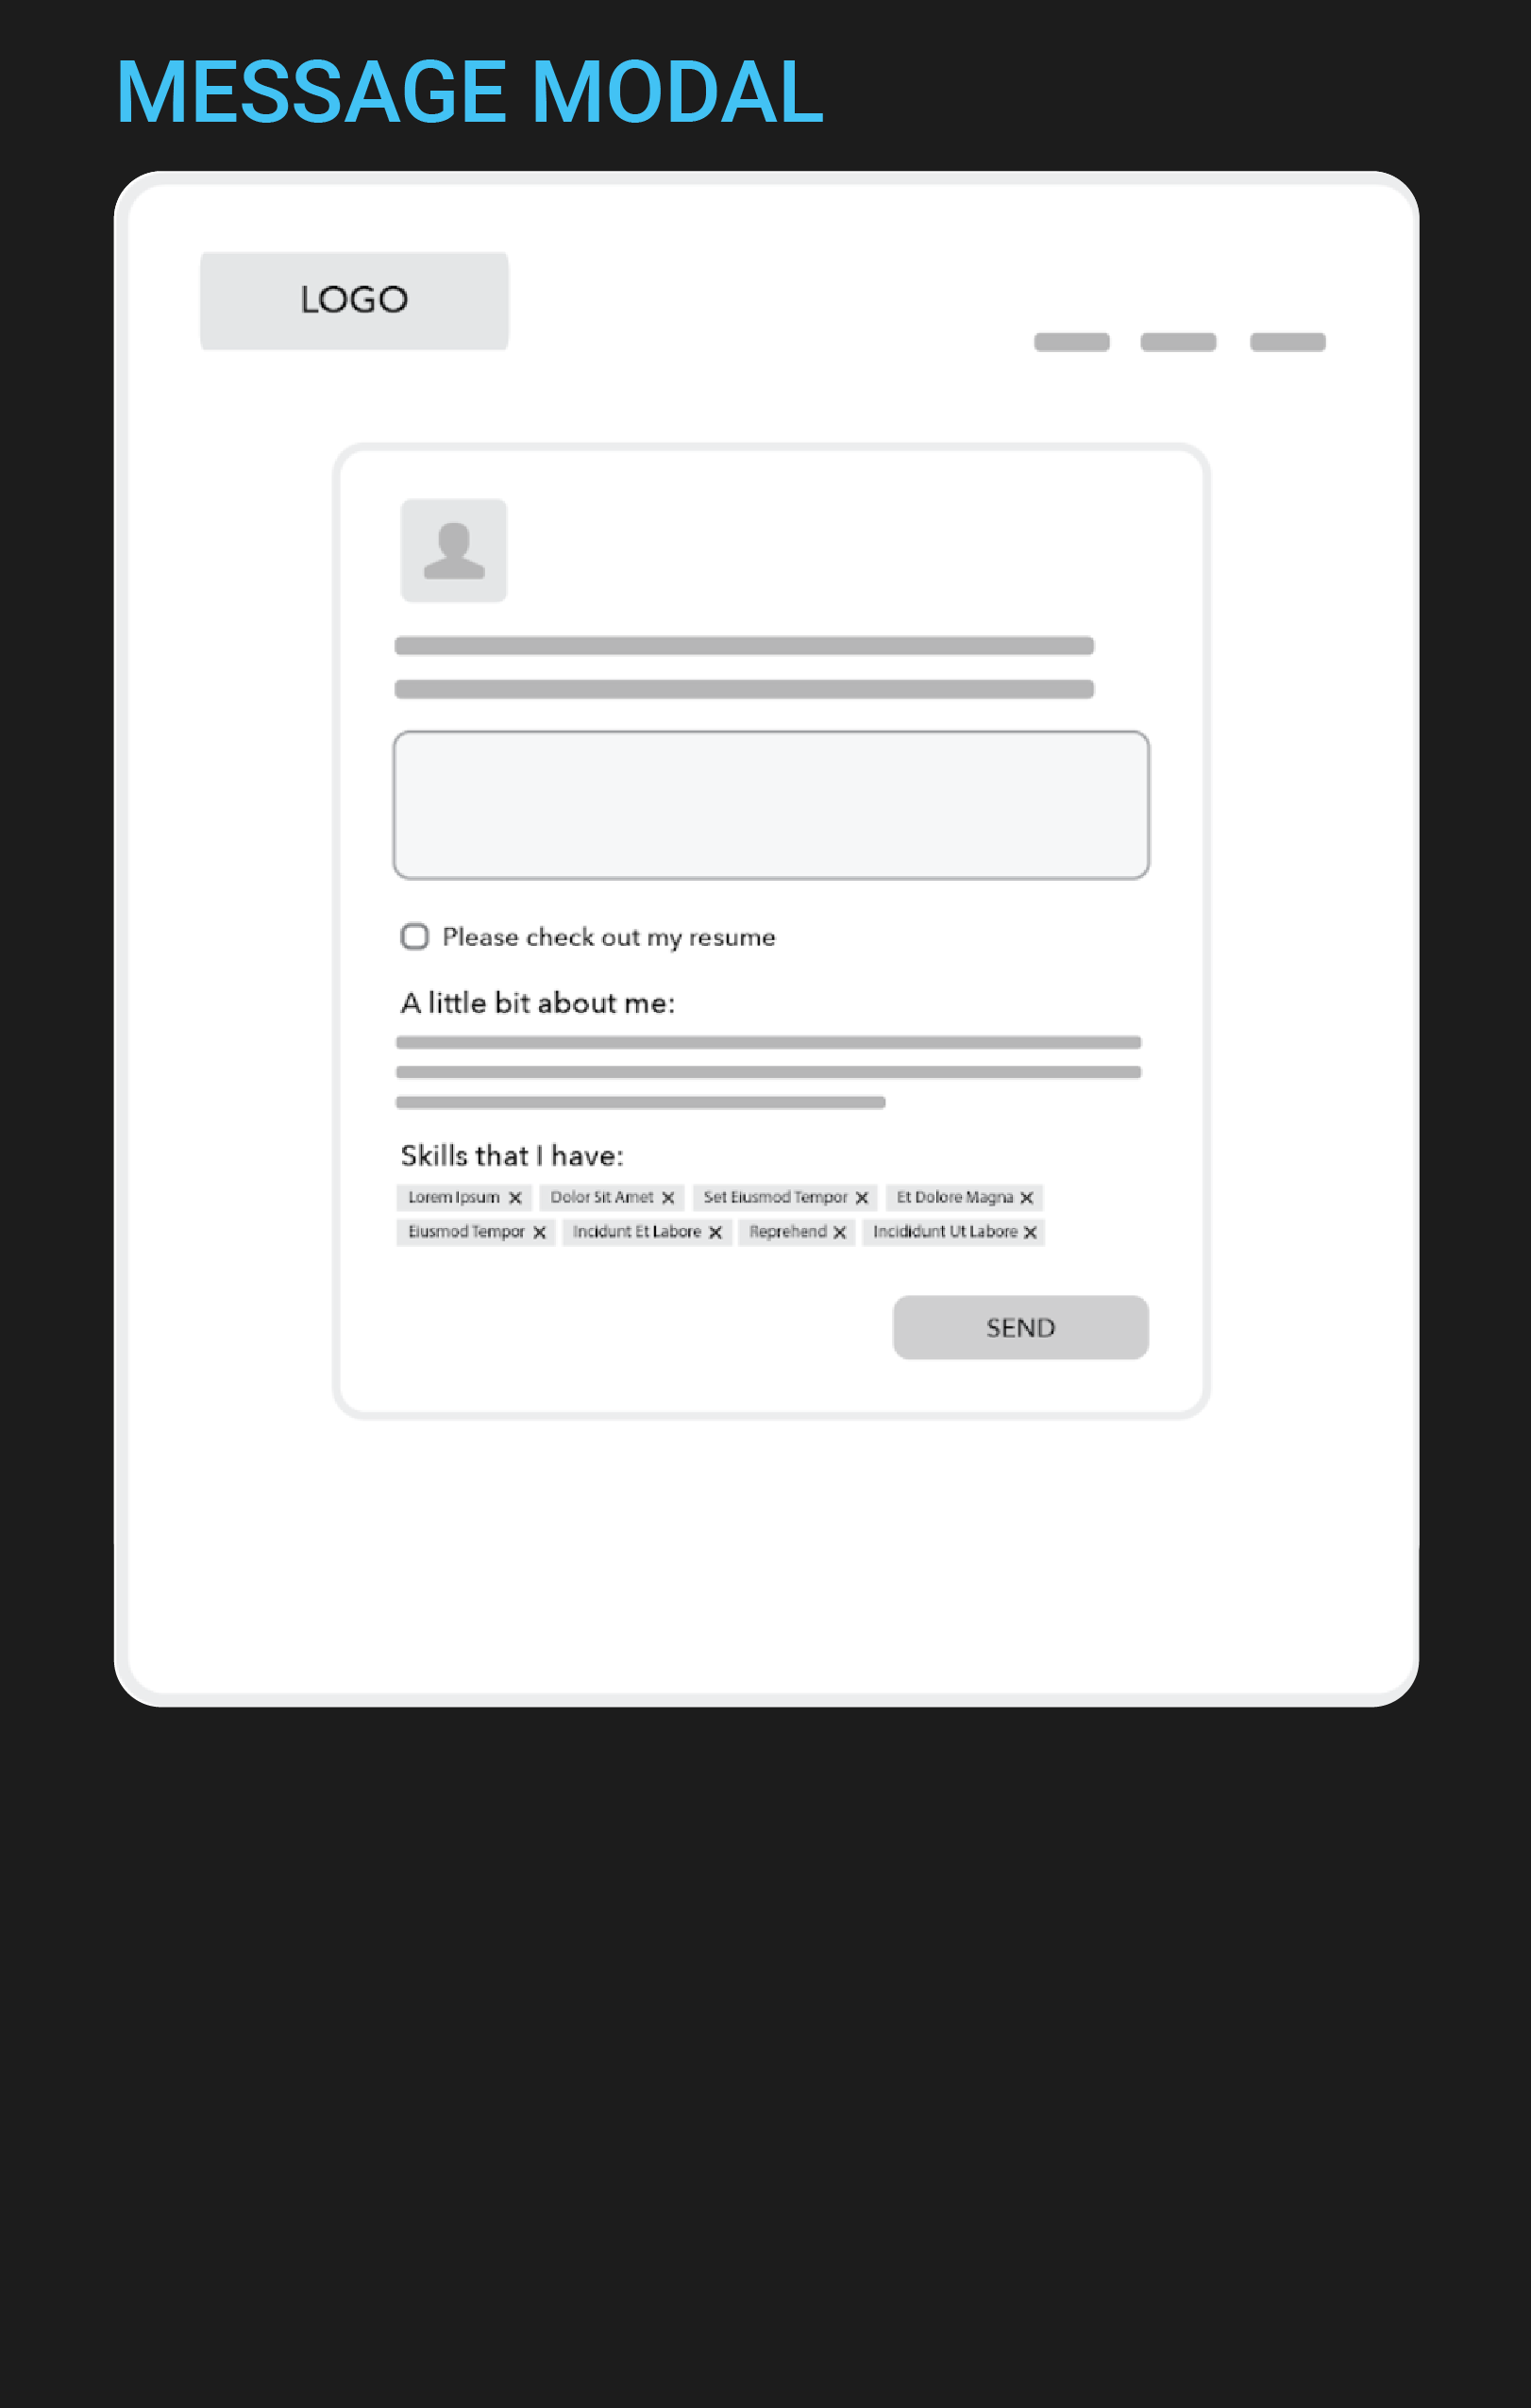 MESSAGE MODAL
LOGO
Please check out my resume
A little bit about me:
Skills that I have:
Lorem Ipsum X Dolor Sit Amet X Set Eiusmod Tempor X Et Dolore Magna X
Eiusmod Tempor X Incidunt Et Labore X Reprehend X Incididunt Ut Labore X
SEND